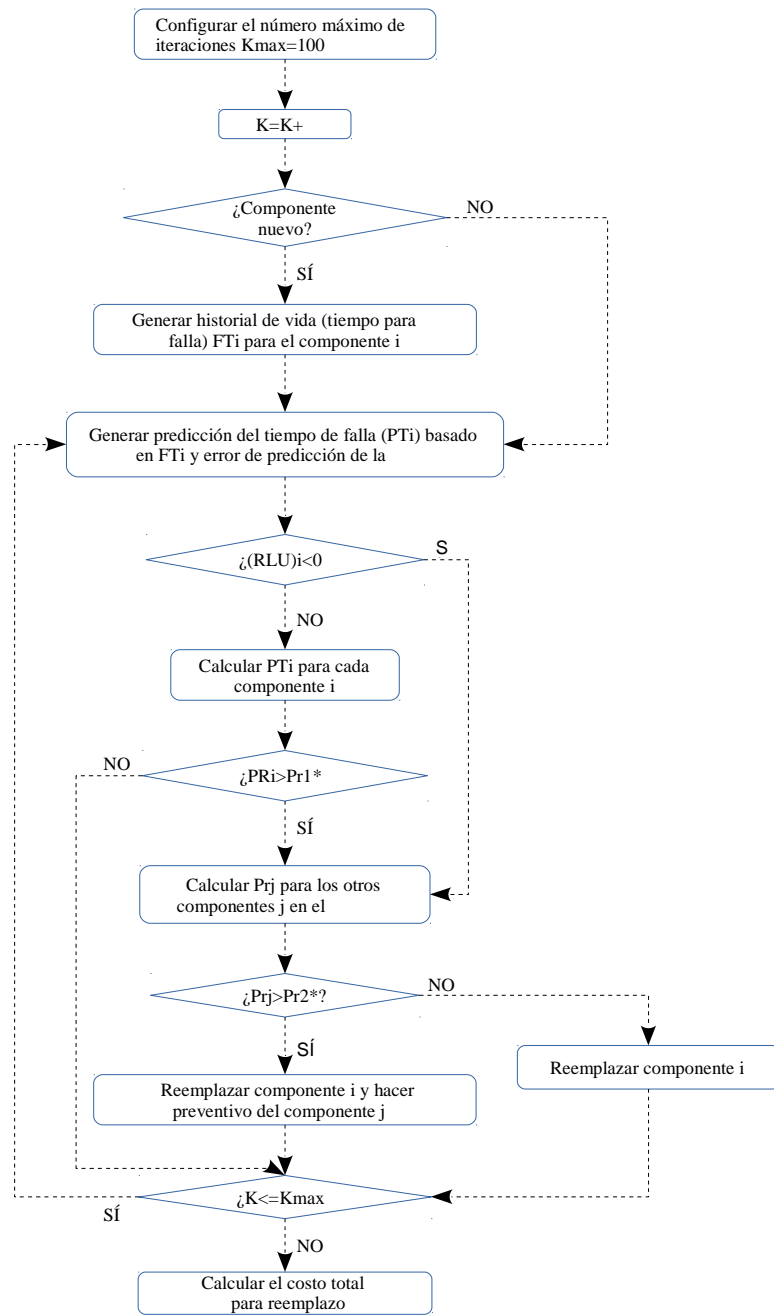 Configurar el número máximo de
iteraciones Kmax=100
K=K+
¿Componente
nuevo?
NO
SÍ
Generar historial de vida (tiempo para
falla) FTi para el componente i
Generar predicción del tiempo de falla (PTi) basado
en FTi y error de predicción de la
¿(RLU)i<0
S
NO
Calcular PTi para cada
componente i
NO
¿PRi>Pr1*
SÍ
Calcular Prj para los otros
componentes j en el
¿Prj>Pr2*?
NO
SÍ
Reemplazar componente i
Reemplazar componente i y hacer
preventivo del componente j
¿K<=Kmax
SÍ
NO
Calcular el costo total
para reemplazo